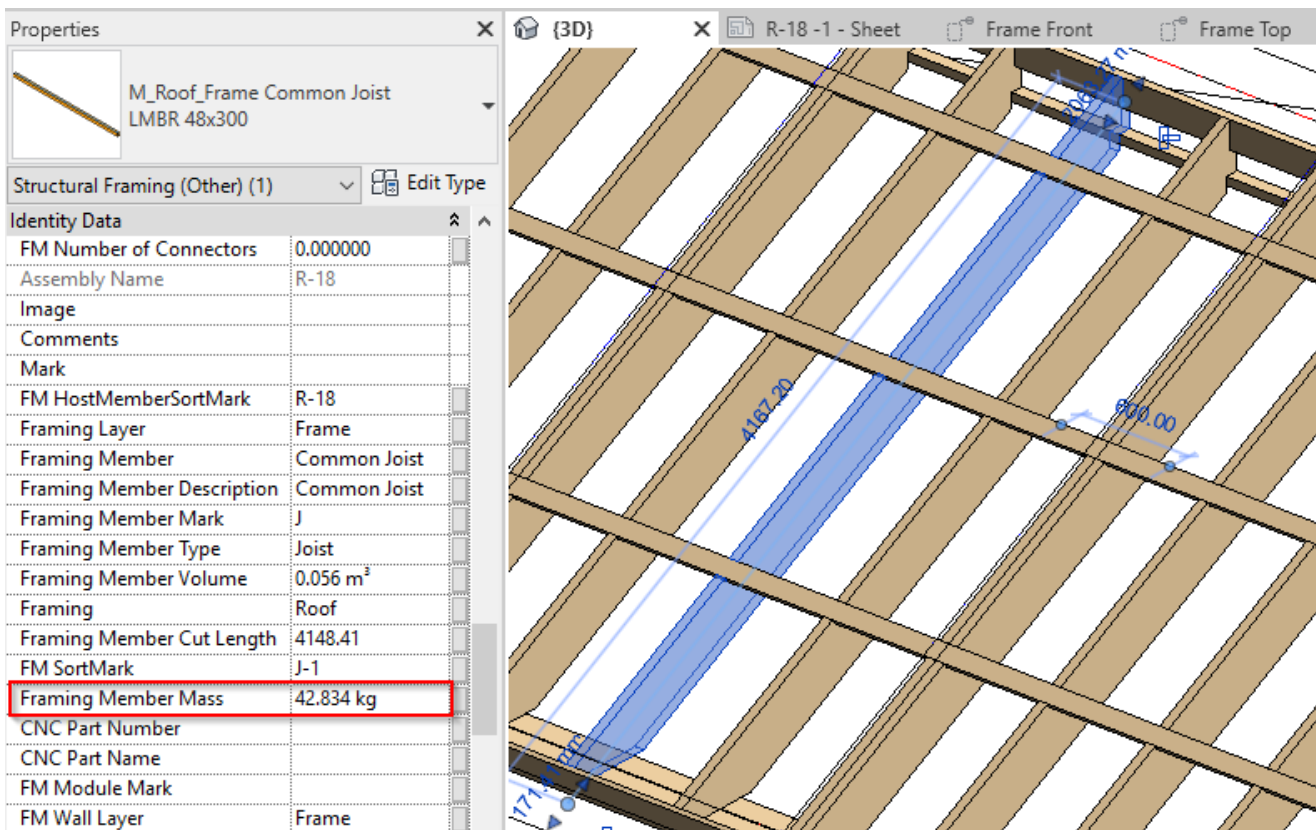 Properties
M_Roof_Frame Common Joist
LMBR 48x300
Structural Framing (Other) (1)
Edit Type
Identity Data
FM Number of Connectors 0.000000
Assembly Name R-18
Image
Comments
Mark
FM HostMemberSortMark R-18
Framing Layer Frame
Framing Member Common Joist
Framing Member Description Common Joist
Framing Member Mark J
Framing Member Type Joist
Framing Member Volume 0.056 m³
Framing Roof
Framing Member Cut Length 4148.41
FM SortMark J-1
Framing Member Mass 42.834 kg
CNC Part Number
CNC Part Name
FM Module Mark
FM Wall Layer Frame
{3D}
R-18 -1 - Sheet
Frame Front
Frame Top
4167.20
600.00